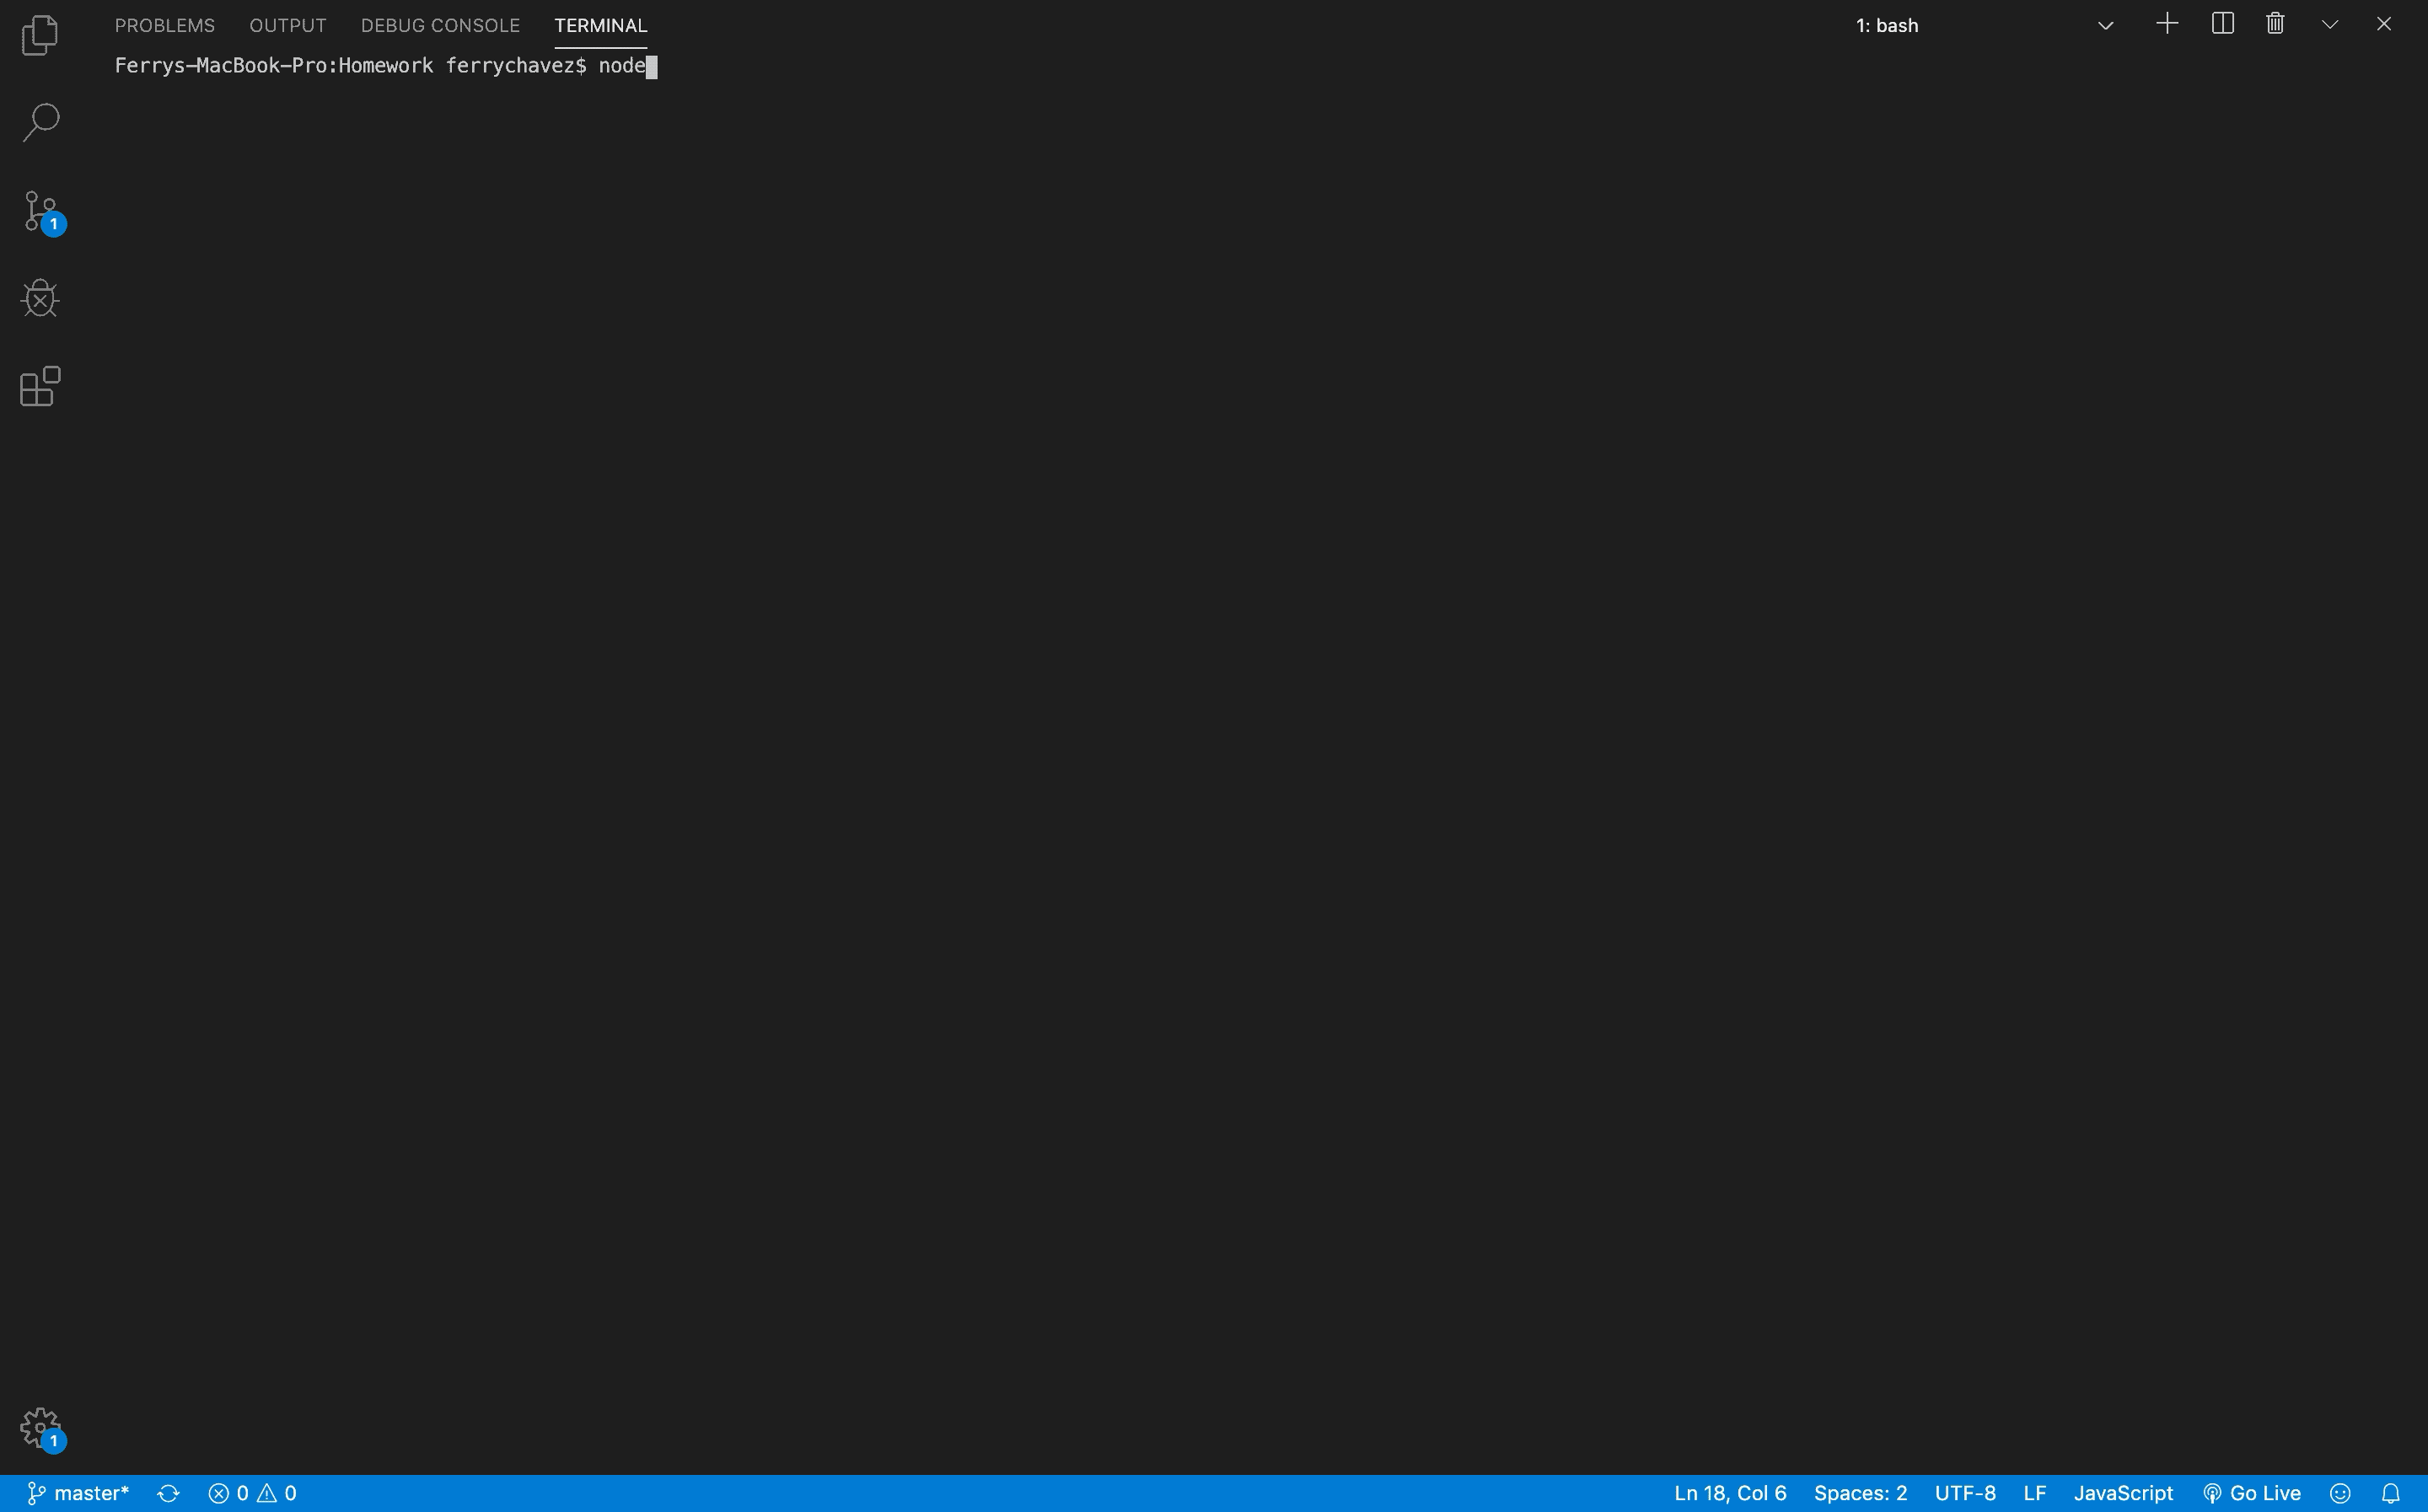 PROBLEMS OUTPUT DEBUG CONSOLE TERMINAL 1: bash
Ferrys-MacBook-Pro:Homework ferrychavez$ node
1
1
master* 0 0 Ln 18, Col 6 Spaces: 2 UTF-8 LF JavaScript Go Live